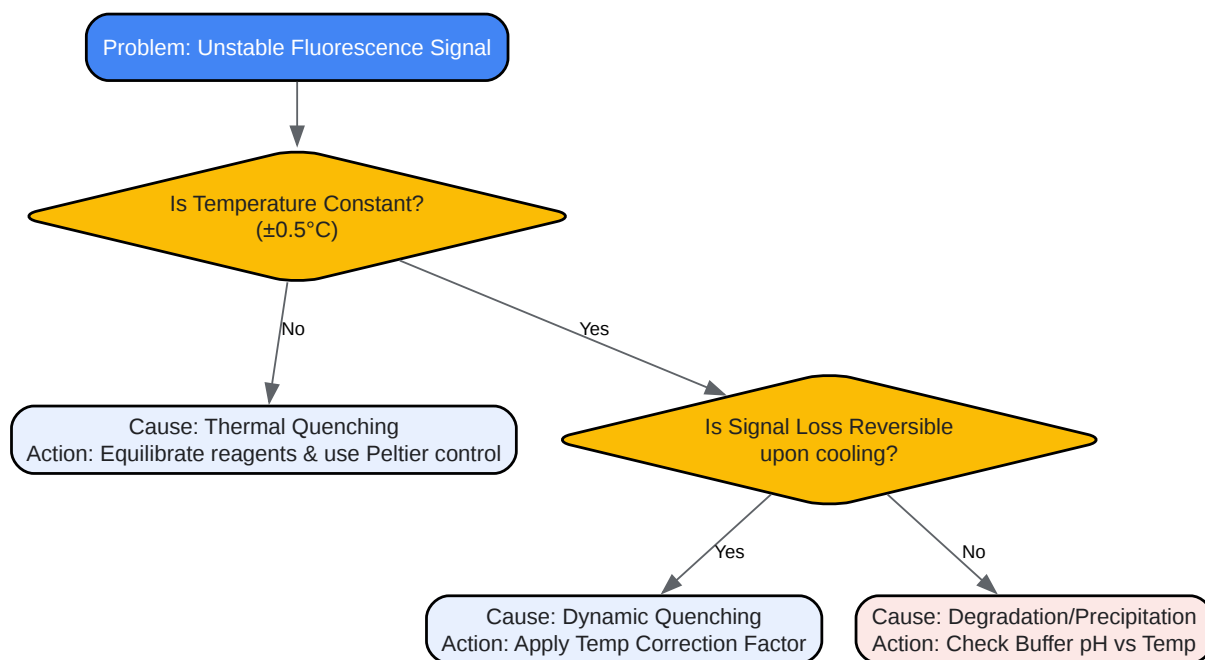 Problem: Unstable Fluorescence Signal
Is Temperature Constant?
(±0.5°C)
No
Yes
Cause: Thermal Quenching
Action: Equilibrate reagents & use Peltier control
Is Signal Loss Reversible
upon cooling?
Yes
No
Cause: Dynamic Quenching
Action: Apply Temp Correction Factor
Cause: Degradation/Precipitation
Action: Check Buffer pH vs Temp